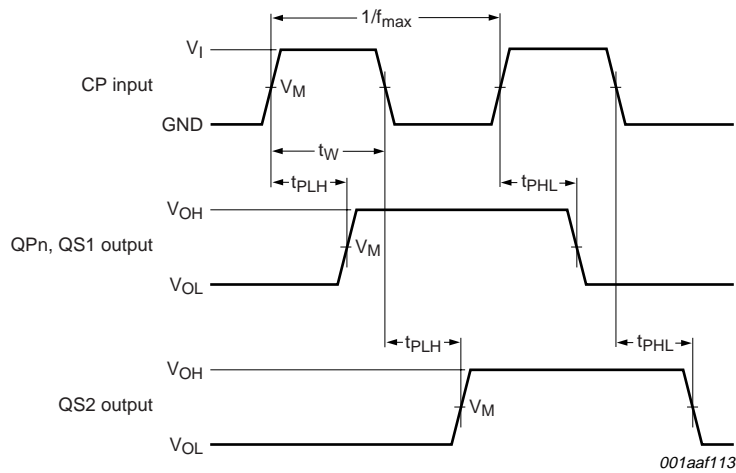 1/fmax
VI
CP input
VM
GND
tW
tPLH
tPHL
VOH
QPn, QS1 output
VM
VOL
tPLH
tPHL
VOH
QS2 output
VM
VOL
001aaf113